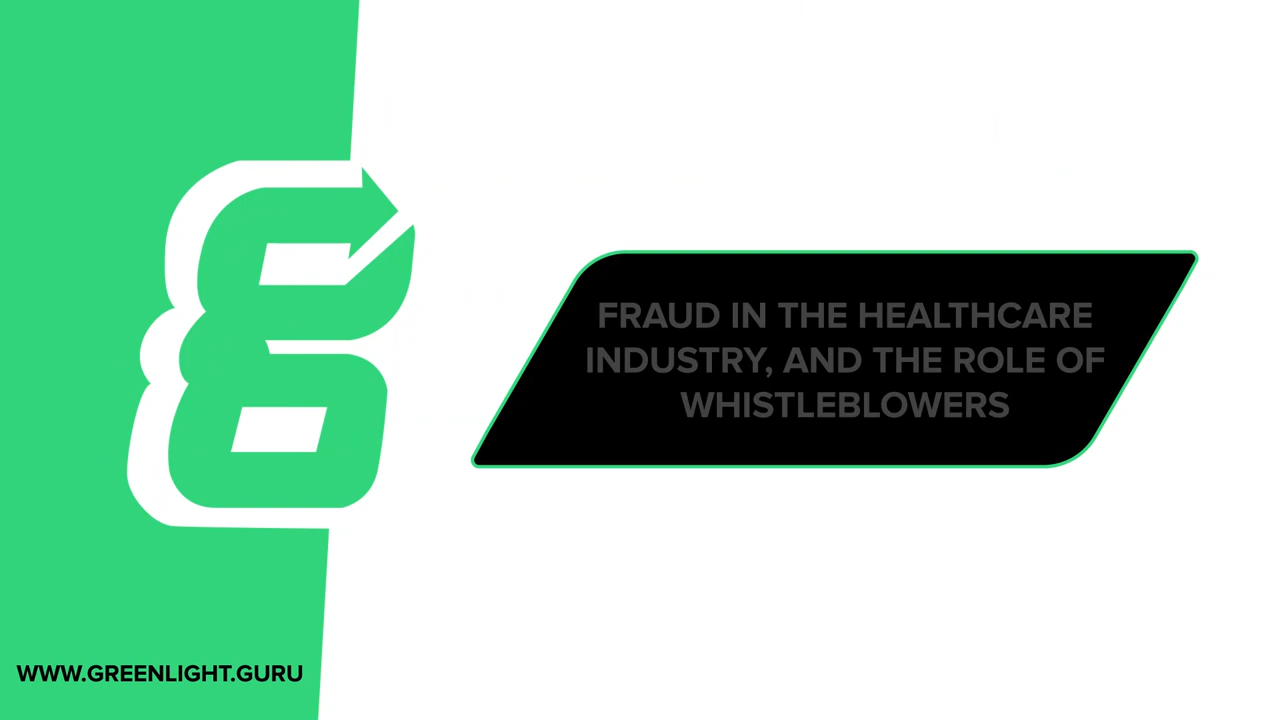 FRAUD IN THE HEALTHCARE
INDUSTRY, AND THE ROLE OF
WHISTLEBLOWERS
WWW.GREENLIGHT.GURU